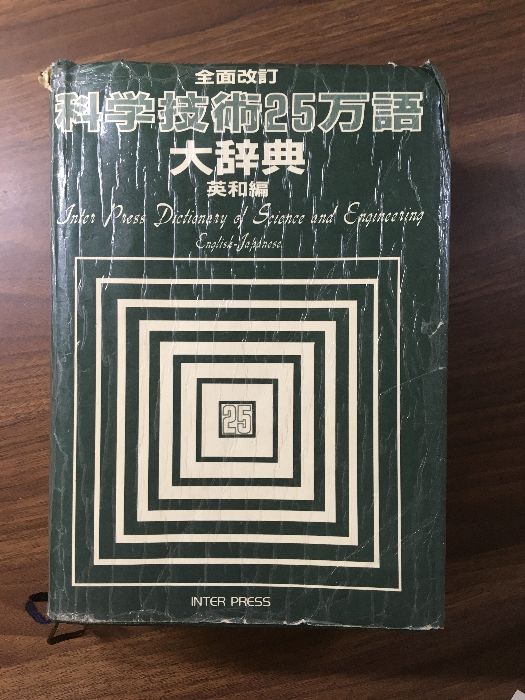 全面改訂
科学技術25万語
大辞典
英和編
Inter Press Dictionary of Science and Engineering
English-Japanese
25
INTER PRESS